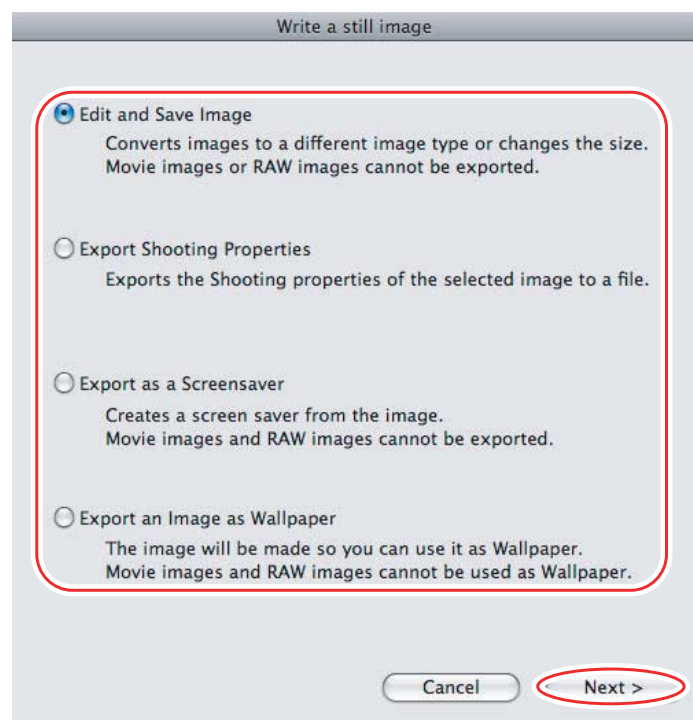 Write a still image
Edit and Save Image
Converts images to a different image type or changes the size.
Movie images or RAW images cannot be exported.
Export Shooting Properties
Exports the Shooting properties of the selected image to a file.
Export as a Screensaver
Creates a screen saver from the image.
Movie images and RAW images cannot be exported.
Export an Image as Wallpaper
The image will be made so you can use it as Wallpaper.
Movie images and RAW images cannot be used as Wallpaper.
Cancel
Next >